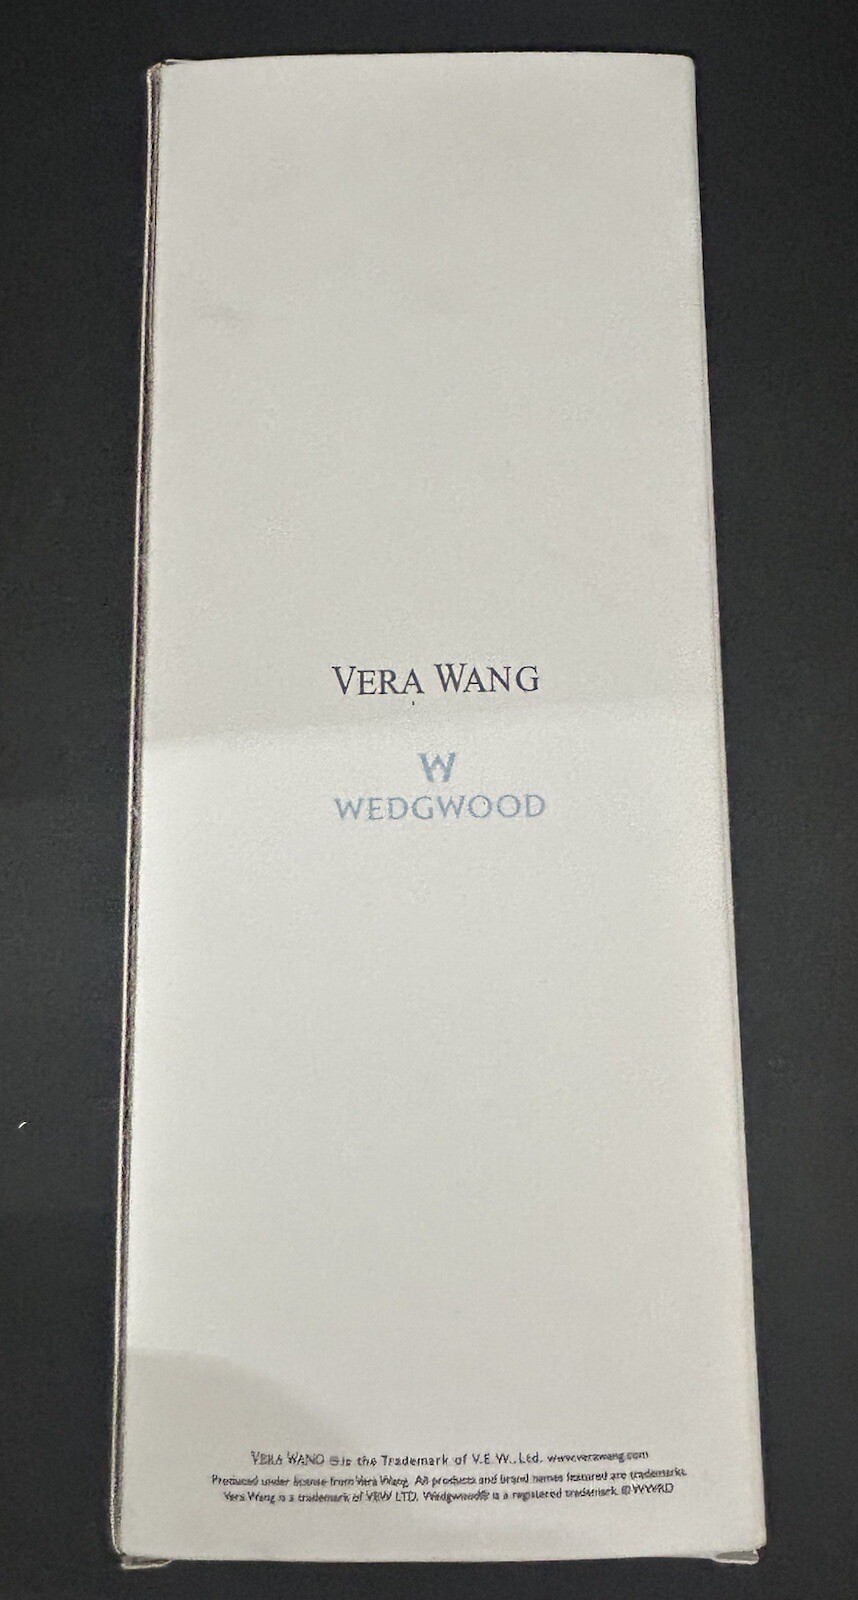 VERA WANG
W
WEDGWOOD
VERA WANG ® is the Trademark of V.E.W., Ltd. www.verawang.com
Produced under license from Vera Wang. All products and brand names featured are trademarks.
Vera Wang is a trademark of VEW LTD. Wedgwood® is a registered trademark. © WWRD